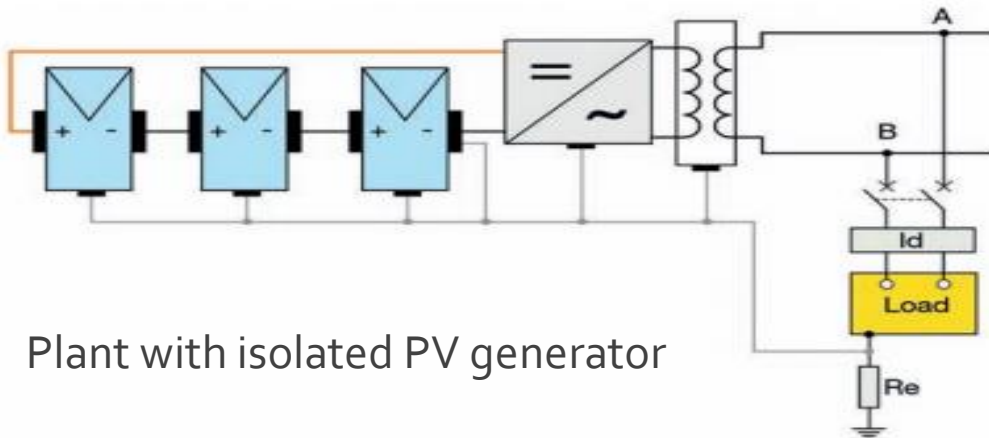 A
=
~
+ -
+ -
+ -
B
Id
Load
Plant with isolated PV generator
Re